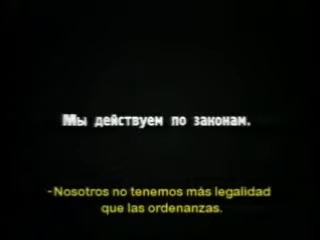 Мы действуем по законам.
-Nosotros no tenemos más legalidad
que las ordenanzas.